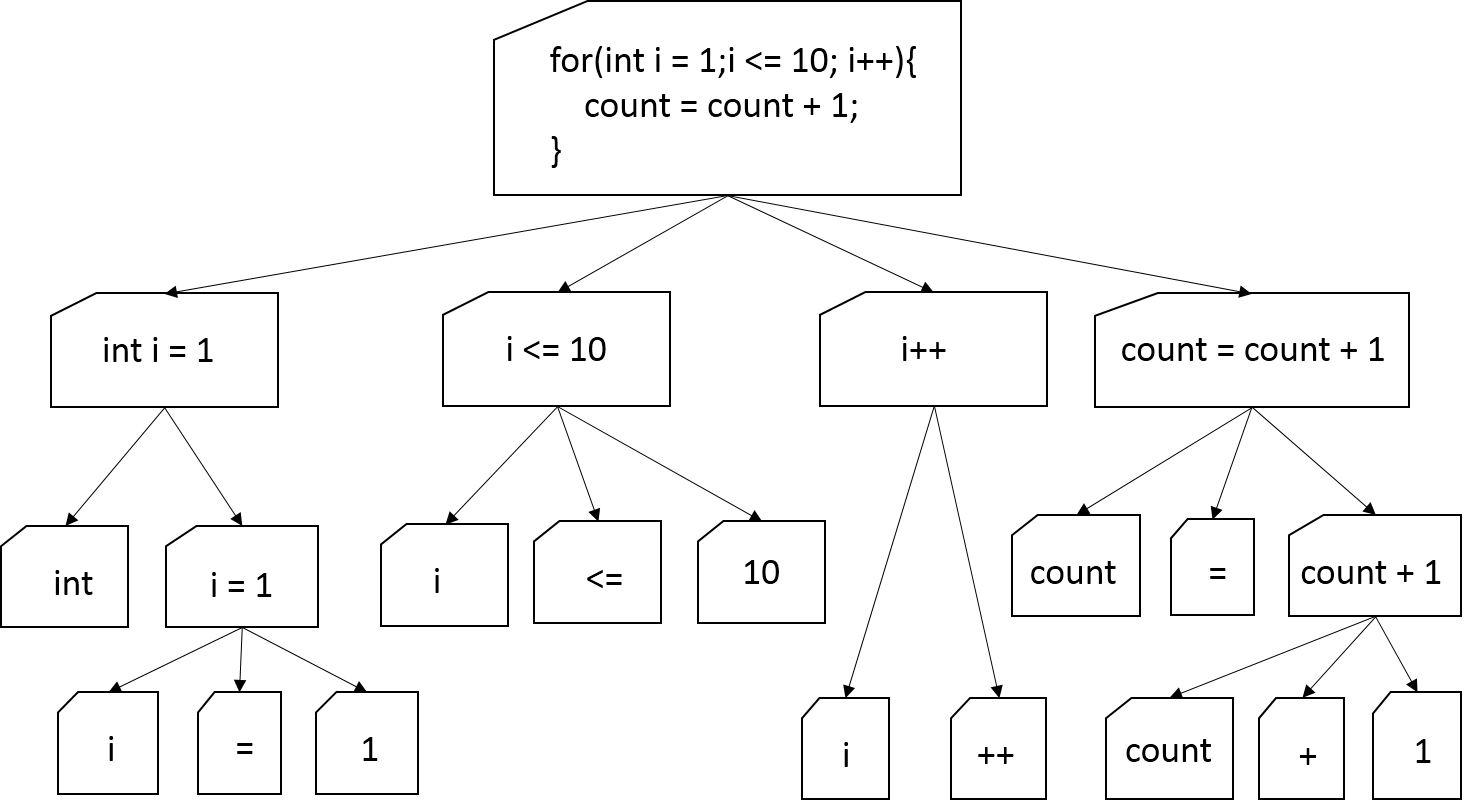 for(int i = 1;i <= 10; i++){
count = count + 1;
}
int i = 1
i <= 10
i++
count = count + 1
int
i = 1
i
<=
10
count
=
count + 1
i
=
1
i
++
count
+
1